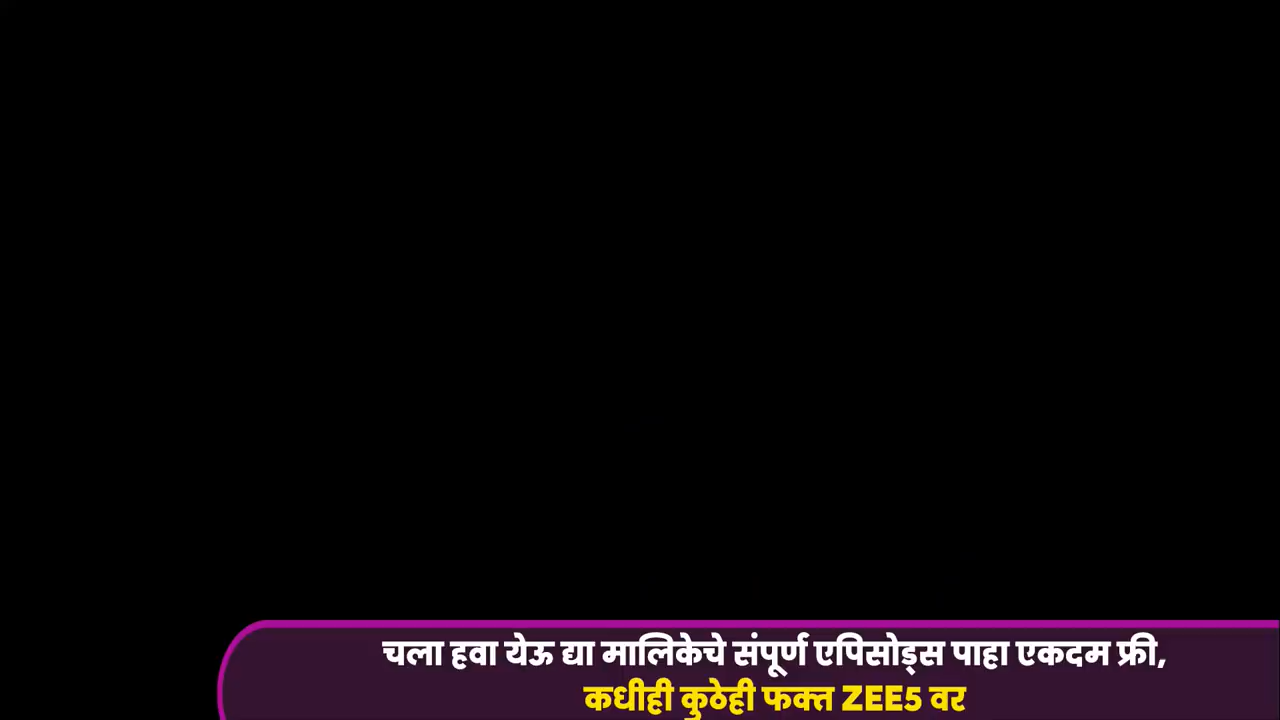 चला हवा येऊ द्या मालिकेचे संपूर्ण एपिसोड्स पाहा एकदम फ्री,
कधीही कुठेही फक्त ZEE5 वर